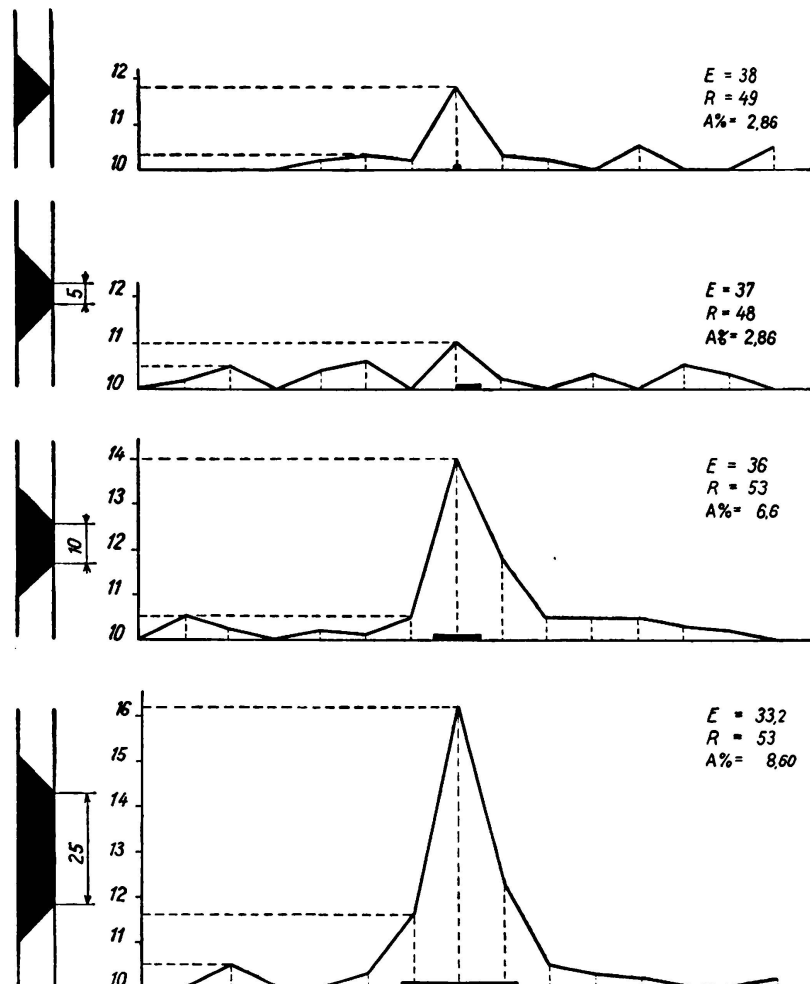 12
11
10
E = 38
R = 49
A% = 2,86
5
12
11
10
E = 37
R = 48
A% = 2,86
10
14
13
12
11
10
E = 36
R = 53
A% = 6,6
25
16
15
14
13
12
11
10
E = 33,2
R = 53
A% = 8,60